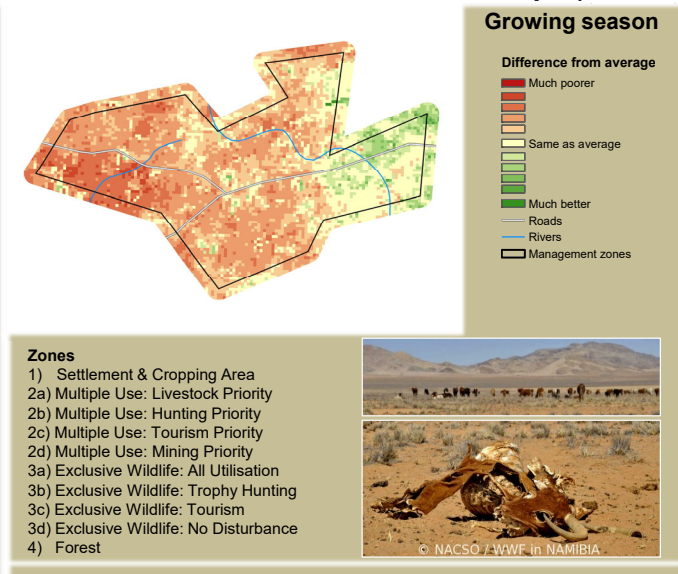 Growing season
Difference from average
Much poorer
Same as average
Much better
Roads
Rivers
Management zones
Zones
1) Settlement & Cropping Area
2a) Multiple Use: Livestock Priority
2b) Multiple Use: Hunting Priority
2c) Multiple Use: Tourism Priority
2d) Multiple Use: Mining Priority
3a) Exclusive Wildlife: All Utilisation
3b) Exclusive Wildlife: Trophy Hunting
3c) Exclusive Wildlife: Tourism
3d) Exclusive Wildlife: No Disturbance
4) Forest
© NACSO / WWF in NAMIBIA